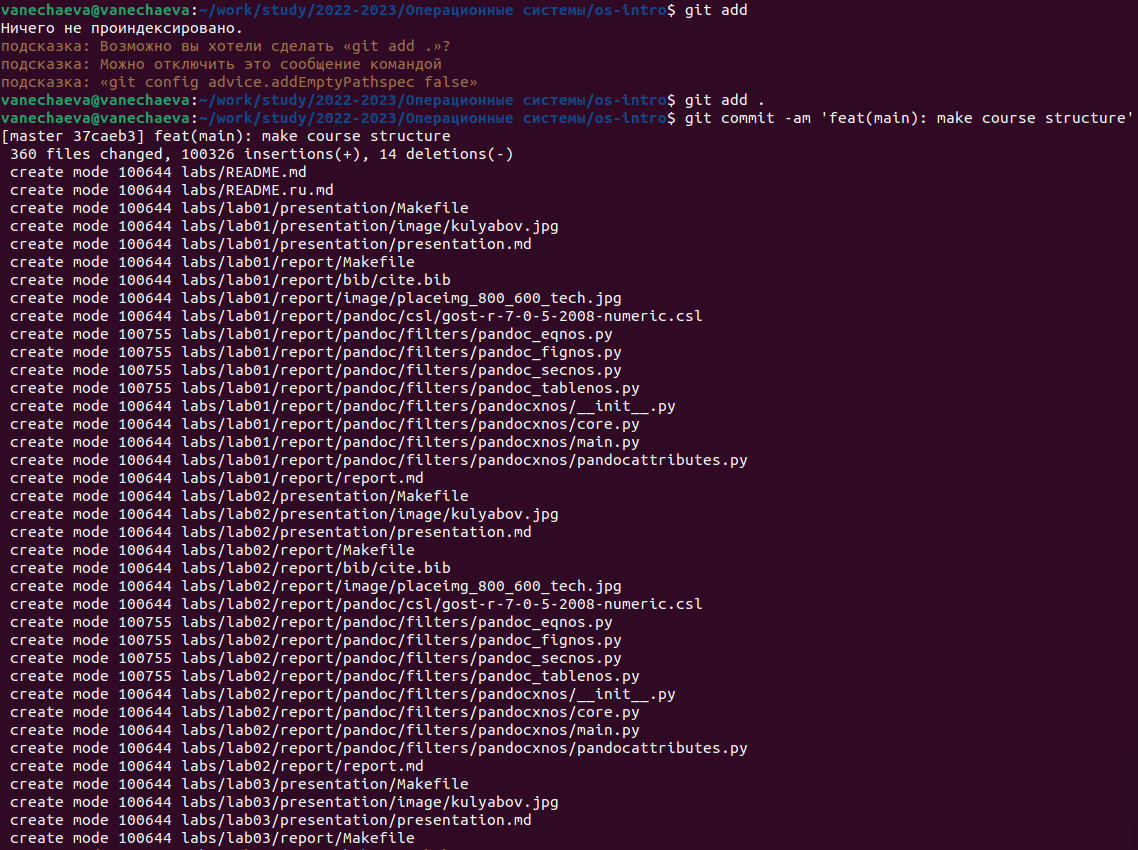 vanechaeva@vanechaeva:~/work/study/2022-2023/Операционные системы/os-intro$ git add
Ничего не проиндексировано.
подсказка: Возможно вы хотели сделать «git add .»?
подсказка: Можно отключить это сообщение командой
подсказка: «git config advice.addEmptyPathspec false»
vanechaeva@vanechaeva:~/work/study/2022-2023/Операционные системы/os-intro$ git add .
vanechaeva@vanechaeva:~/work/study/2022-2023/Операционные системы/os-intro$ git commit -am 'feat(main): make course structure'
[master 37caeb3] feat(main): make course structure
 360 files changed, 100326 insertions(+), 14 deletions(-)
 create mode 100644 labs/README.md
 create mode 100644 labs/README.ru.md
 create mode 100644 labs/lab01/presentation/Makefile
 create mode 100644 labs/lab01/presentation/image/kulyabov.jpg
 create mode 100644 labs/lab01/presentation/presentation.md
 create mode 100644 labs/lab01/report/Makefile
 create mode 100644 labs/lab01/report/bib/cite.bib
 create mode 100644 labs/lab01/report/image/placeimg_800_600_tech.jpg
 create mode 100644 labs/lab01/report/pandoc/csl/gost-r-7-0-5-2008-numeric.csl
 create mode 100755 labs/lab01/report/pandoc/filters/pandoc_eqnos.py
 create mode 100755 labs/lab01/report/pandoc/filters/pandoc_fignos.py
 create mode 100755 labs/lab01/report/pandoc/filters/pandoc_secnos.py
 create mode 100755 labs/lab01/report/pandoc/filters/pandoc_tablenos.py
 create mode 100644 labs/lab01/report/pandoc/filters/pandocxnos/__init__.py
 create mode 100644 labs/lab01/report/pandoc/filters/pandocxnos/core.py
 create mode 100644 labs/lab01/report/pandoc/filters/pandocxnos/main.py
 create mode 100644 labs/lab01/report/pandoc/filters/pandocxnos/pandocattributes.py
 create mode 100644 labs/lab01/report/report.md
 create mode 100644 labs/lab02/presentation/Makefile
 create mode 100644 labs/lab02/presentation/image/kulyabov.jpg
 create mode 100644 labs/lab02/presentation/presentation.md
 create mode 100644 labs/lab02/report/Makefile
 create mode 100644 labs/lab02/report/bib/cite.bib
 create mode 100644 labs/lab02/report/image/placeimg_800_600_tech.jpg
 create mode 100644 labs/lab02/report/pandoc/csl/gost-r-7-0-5-2008-numeric.csl
 create mode 100755 labs/lab02/report/pandoc/filters/pandoc_eqnos.py
 create mode 100755 labs/lab02/report/pandoc/filters/pandoc_fignos.py
 create mode 100755 labs/lab02/report/pandoc/filters/pandoc_secnos.py
 create mode 100755 labs/lab02/report/pandoc/filters/pandoc_tablenos.py
 create mode 100644 labs/lab02/report/pandoc/filters/pandocxnos/__init__.py
 create mode 100644 labs/lab02/report/pandoc/filters/pandocxnos/core.py
 create mode 100644 labs/lab02/report/pandoc/filters/pandocxnos/main.py
 create mode 100644 labs/lab02/report/pandoc/filters/pandocxnos/pandocattributes.py
 create mode 100644 labs/lab02/report/report.md
 create mode 100644 labs/lab03/presentation/Makefile
 create mode 100644 labs/lab03/presentation/image/kulyabov.jpg
 create mode 100644 labs/lab03/presentation/presentation.md
 create mode 100644 labs/lab03/report/Makefile